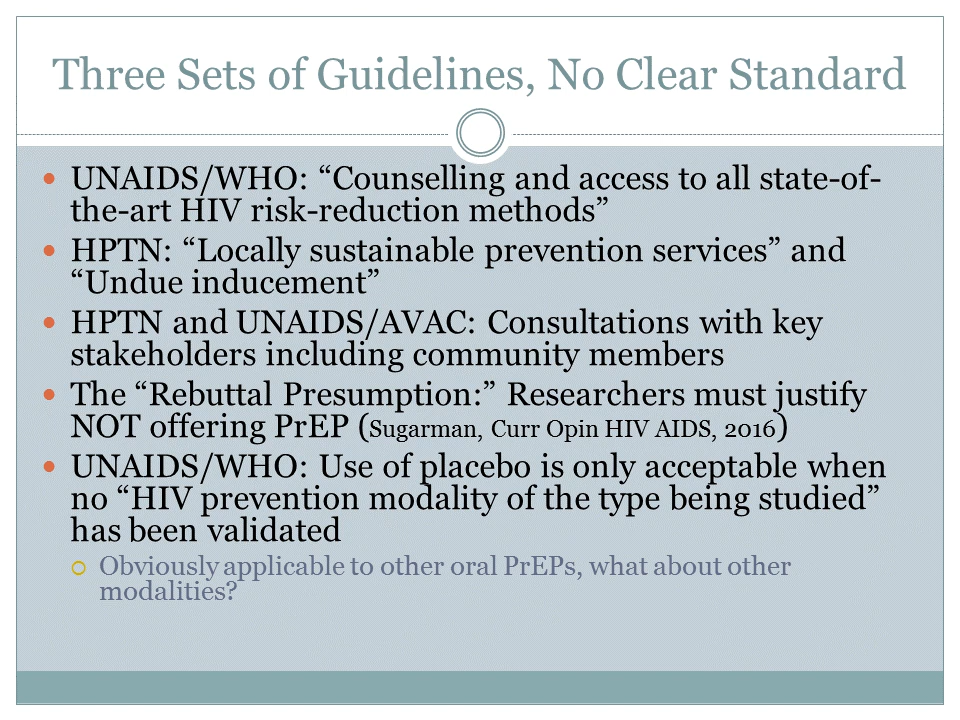 Three Sets of Guidelines, No Clear Standard
UNAIDS/WHO: “Counselling and access to all state-of-
the-art HIV risk-reduction methods”
HPTN: “Locally sustainable prevention services” and
“Undue inducement”
HPTN and UNAIDS/AVAC: Consultations with key
stakeholders including community members
The “Rebuttal Presumption:” Researchers must justify
NOT offering PrEP (Sugarman, Curr Opin HIV AIDS, 2016)
UNAIDS/WHO: Use of placebo is only acceptable when
no “HIV prevention modality of the type being studied”
has been validated
Obviously applicable to other oral PrEPs, what about other
modalities?